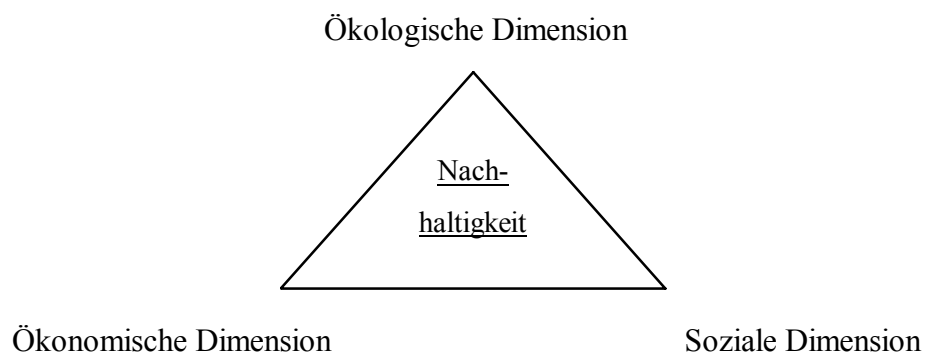 Ökologische Dimension
Nach-
haltigkeit
Ökonomische Dimension
Soziale Dimension